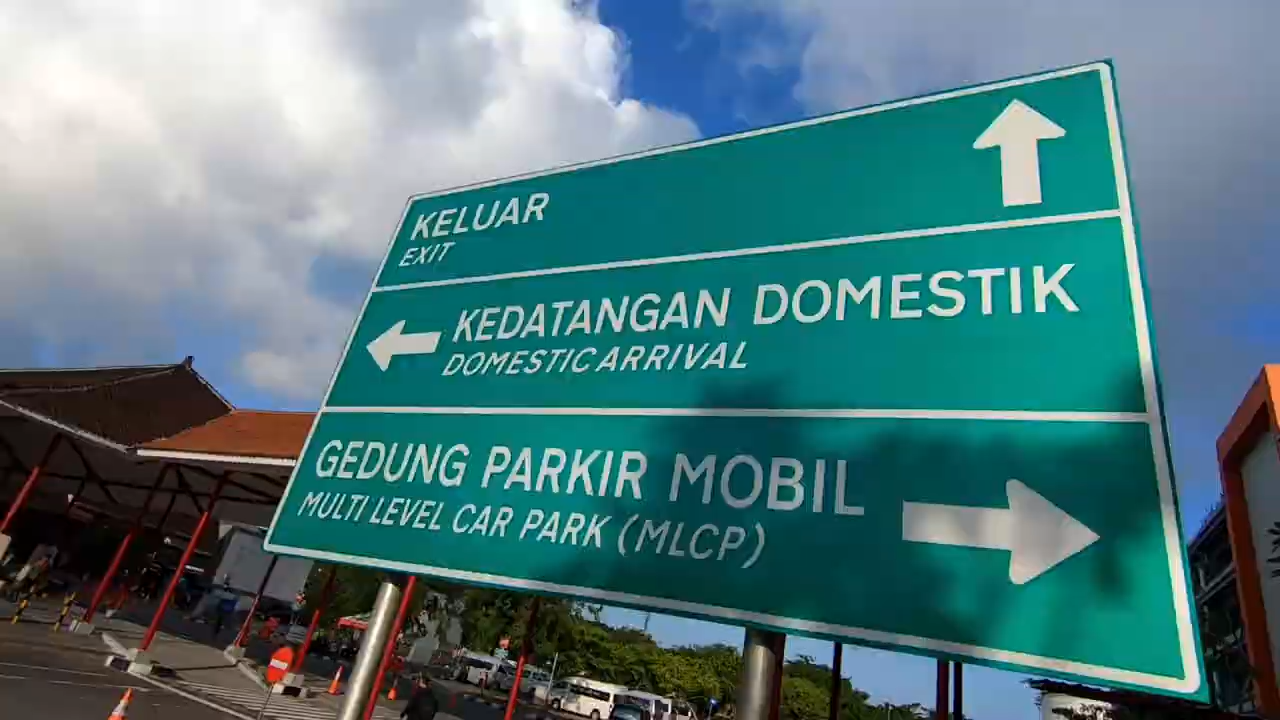 KELUAR
EXIT
KEDATANGAN DOMESTIK
DOMESTIC ARRIVAL
GEDUNG PARKIR MOBIL
MULTI LEVEL CAR PARK (MLCP)